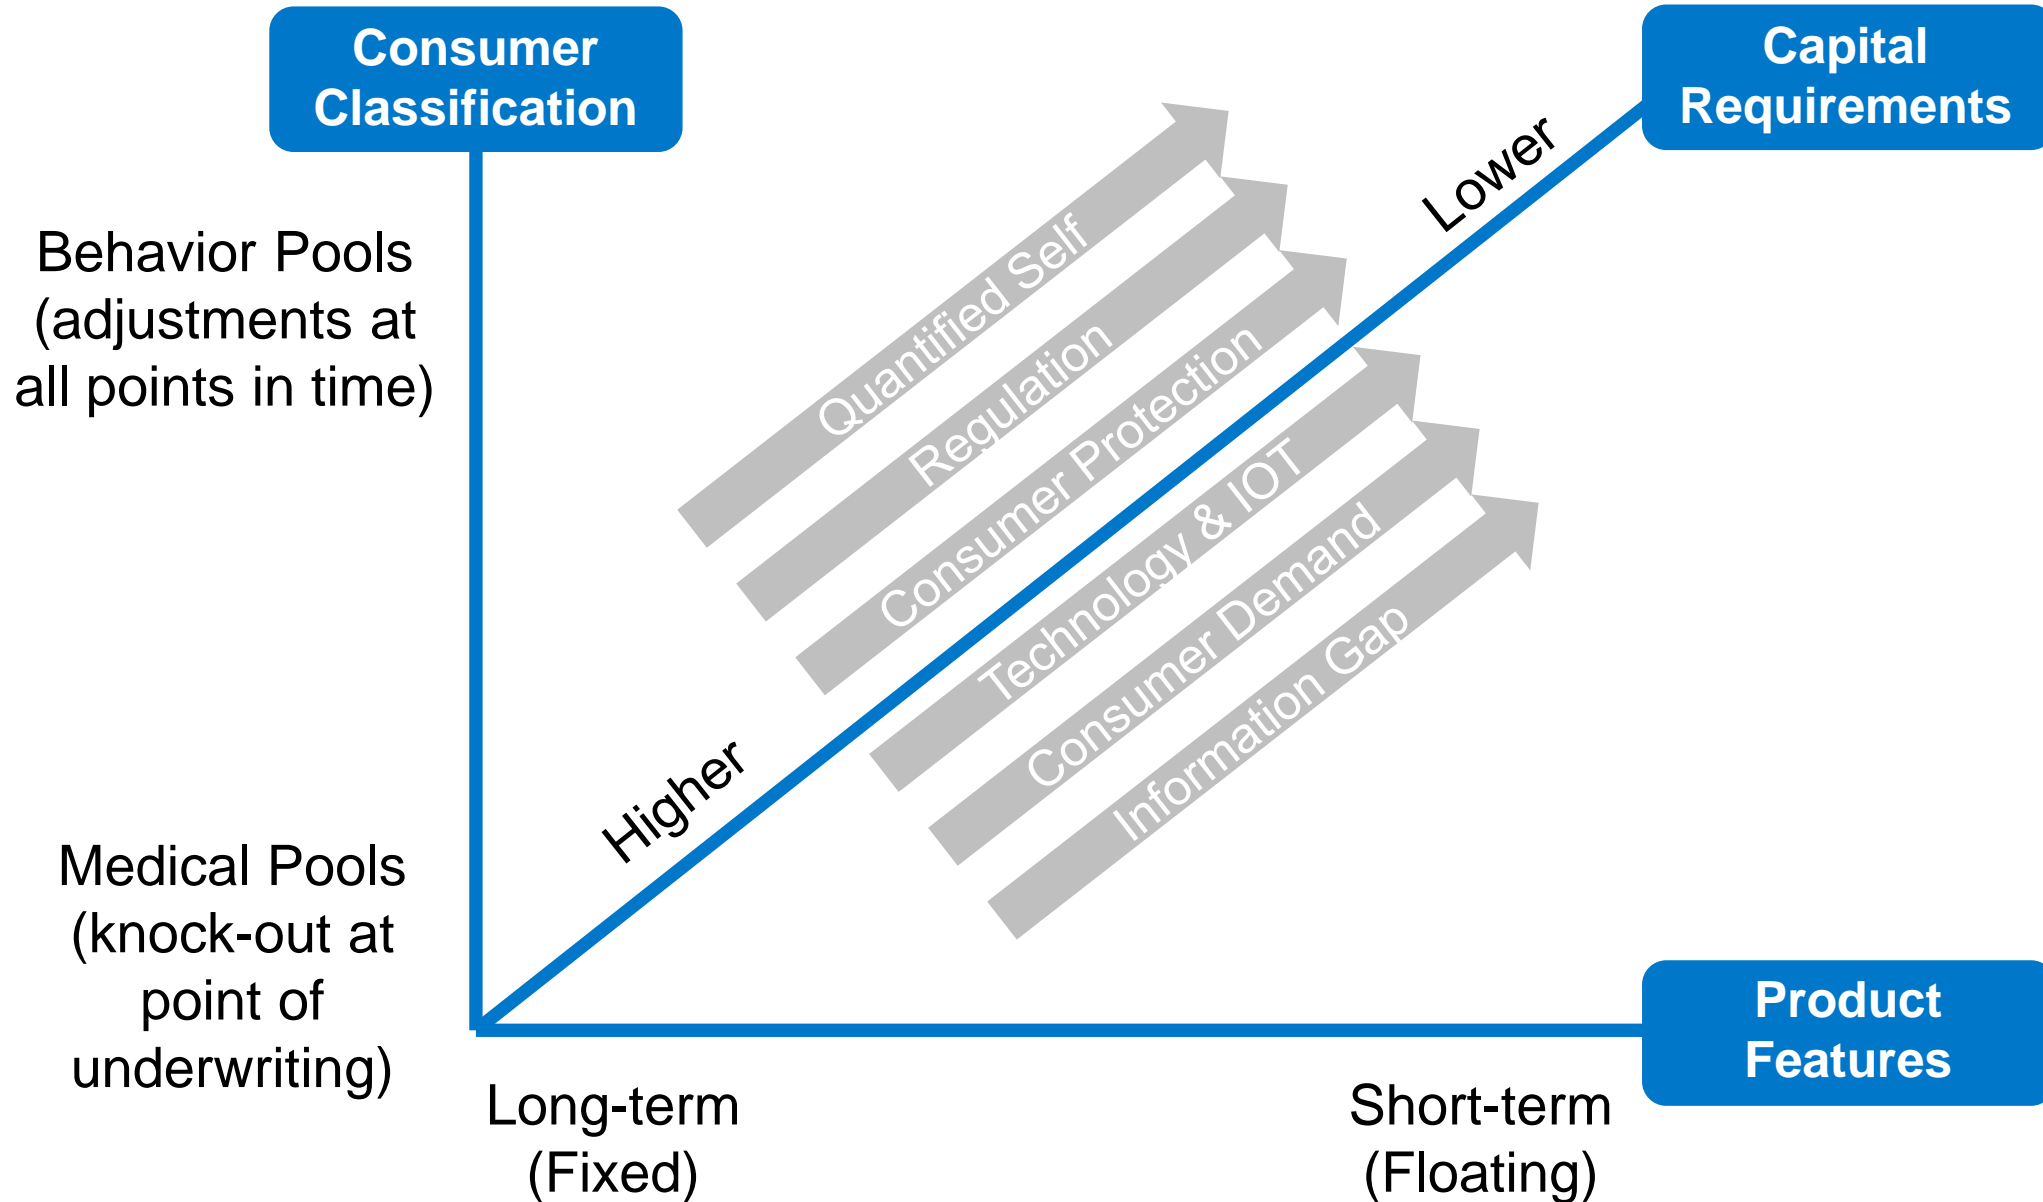 Consumer
Classification
Capital
Requirements
Behavior Pools
(adjustments at
all points in time)
Lower
Quantified Self
Regulation
Consumer Protection
Technology & IOT
Consumer Demand
Information Gap
Higher
Medical Pools
(knock-out at
point of
underwriting)
Product
Features
Long-term
(Fixed)
Short-term
(Floating)